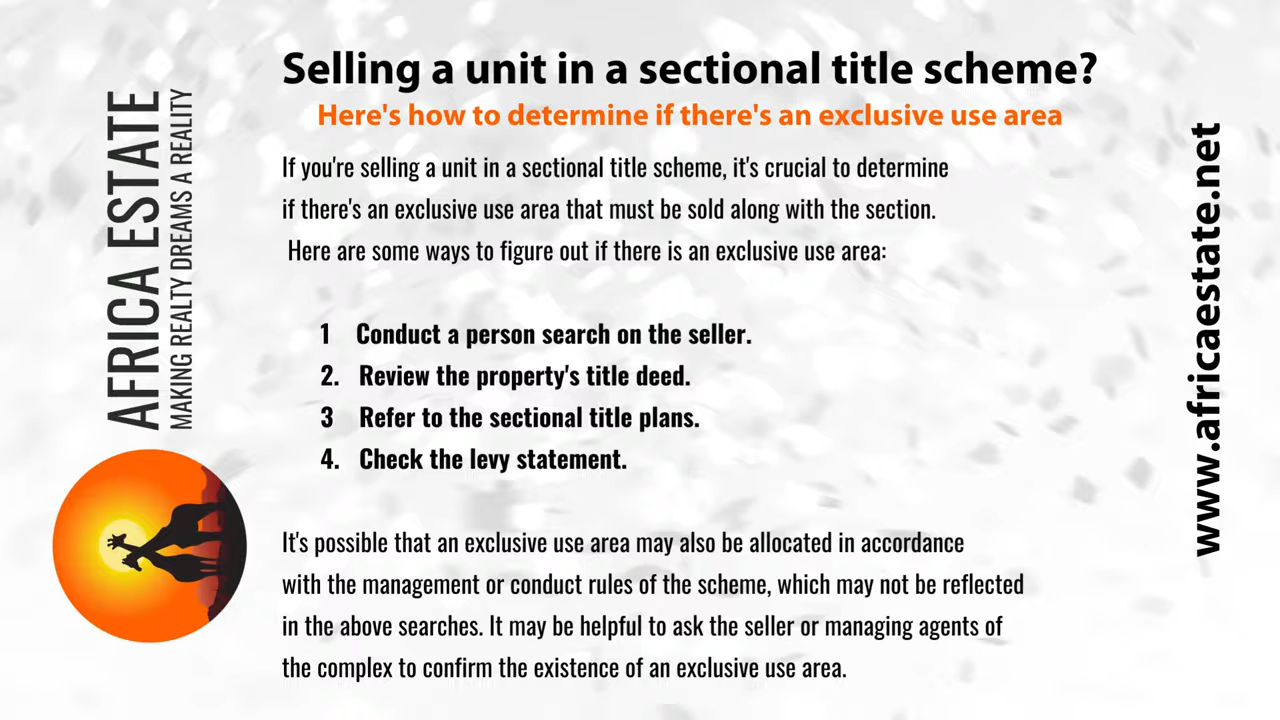 Selling a unit in a sectional title scheme?
Here's how to determine if there's an exclusive use area
If you're selling a unit in a sectional title scheme, it's crucial to determine
if there's an exclusive use area that must be sold along with the section.
Here are some ways to figure out if there is an exclusive use area:
1 Conduct a person search on the seller.
2. Review the property's title deed.
3 Refer to the sectional title plans.
4. Check the levy statement.
It's possible that an exclusive use area may also be allocated in accordance
with the management or conduct rules of the scheme, which may not be reflected
in the above searches. It may be helpful to ask the seller or managing agents of
the complex to confirm the existence of an exclusive use area.
AFRICA ESTATE
MAKING REALTY DREAMS A REALITY
www.africaestate.net